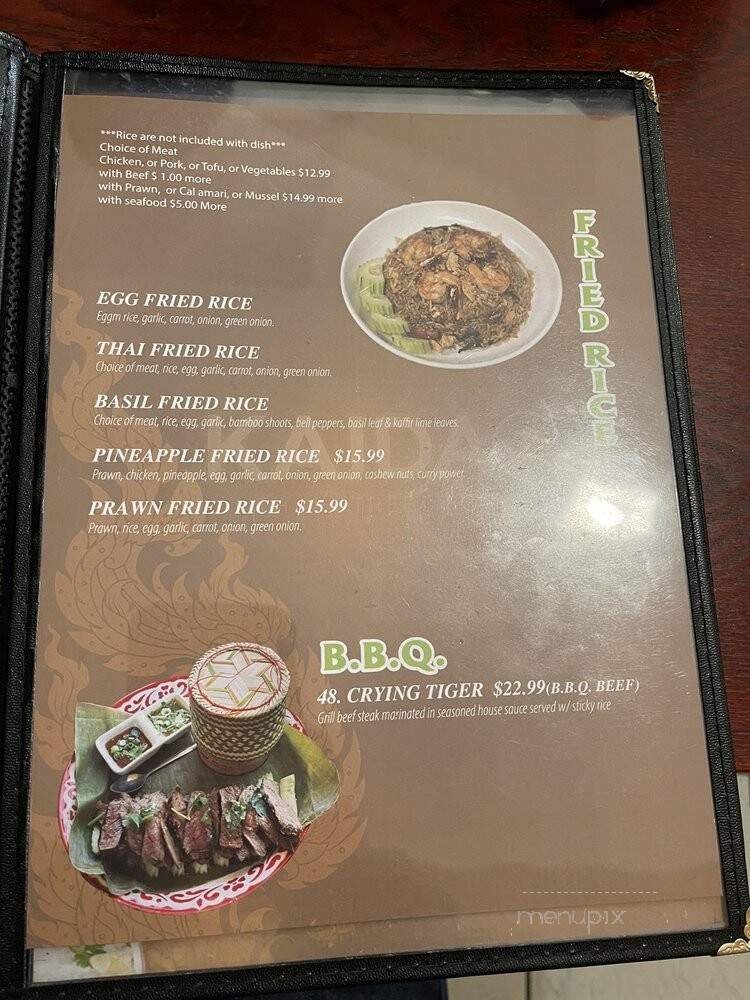 ***Rice are not included with dish***
Choice of Meat
Chicken, or Pork, or Tofu, or Vegetables $12.99
with Beef $ 1.00 more
with Prawn, or Cal amari, or Mussel $14.99 more
with seafood $5.00 More
FRIED RICE
EGG FRIED RICE
Eggm rice, garlic, carrot, onion, green onion.
THAI FRIED RICE
Choice of meat, rice, egg, garlic, carrot, onion, green onion.
BASIL FRIED RICE
Choice of meat, rice, egg, garlic, bamboo shoots, bell peppers, basil leaf & kaffir lime leaves.
PINEAPPLE FRIED RICE $15.99
Prawn, chicken, pineapple, egg, garlic, carrot, onion, green onion, cashew nuts, curry power.
PRAWN FRIED RICE $15.99
Prawn, rice, egg, garlic, carrot, onion, green onion.
B.B.Q.
48. CRYING TIGER $22.99(B.B.Q. BEEF)
Grill beef steak marinated in seasoned house sauce served w/ sticky rice
menupix